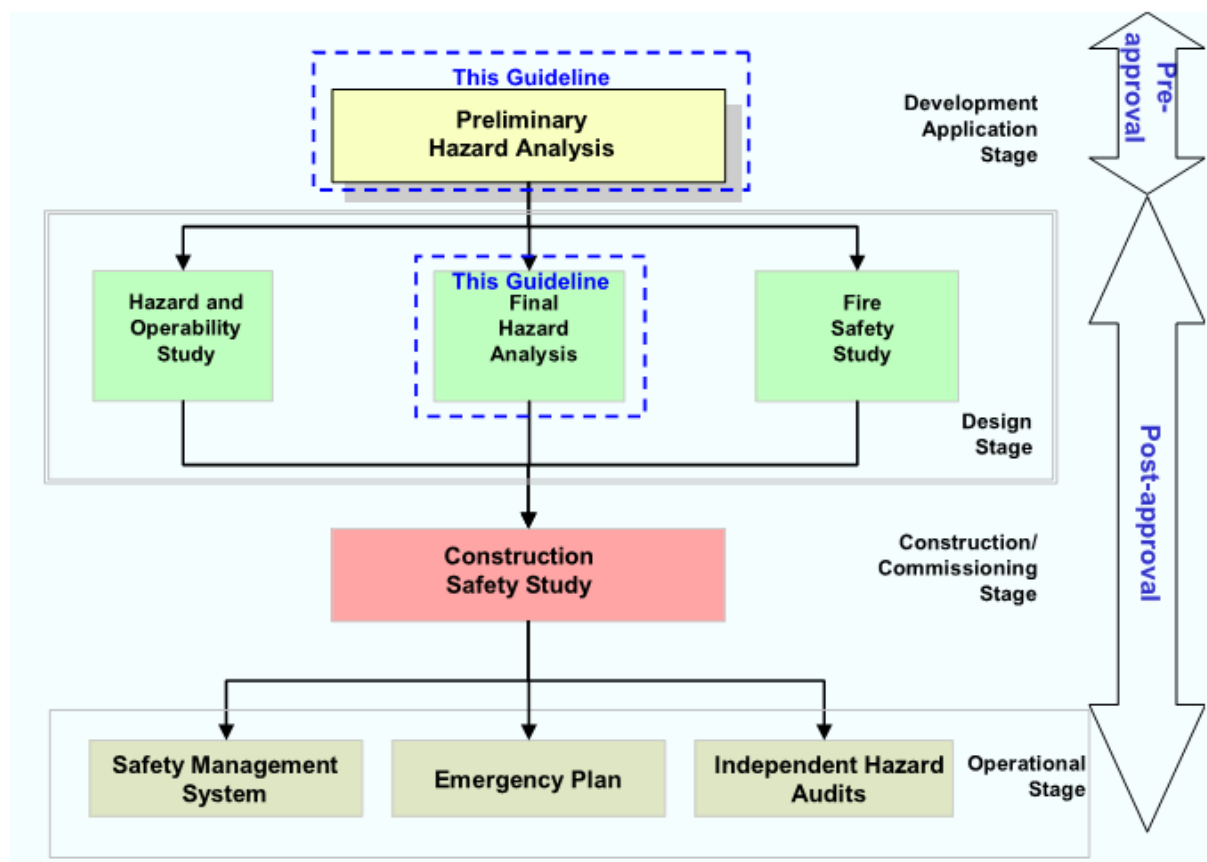 This Guideline
Preliminary
Hazard Analysis
Development
Application
Stage
Pre-
approval
Hazard and
Operability
Study
This Guideline
Final
Hazard
Analysis
Fire
Safety
Study
Design
Stage
Post-approval
Construction
Safety Study
Construction/
Commissioning
Stage
Safety Management
System
Emergency Plan
Independent Hazard
Audits
Operational
Stage